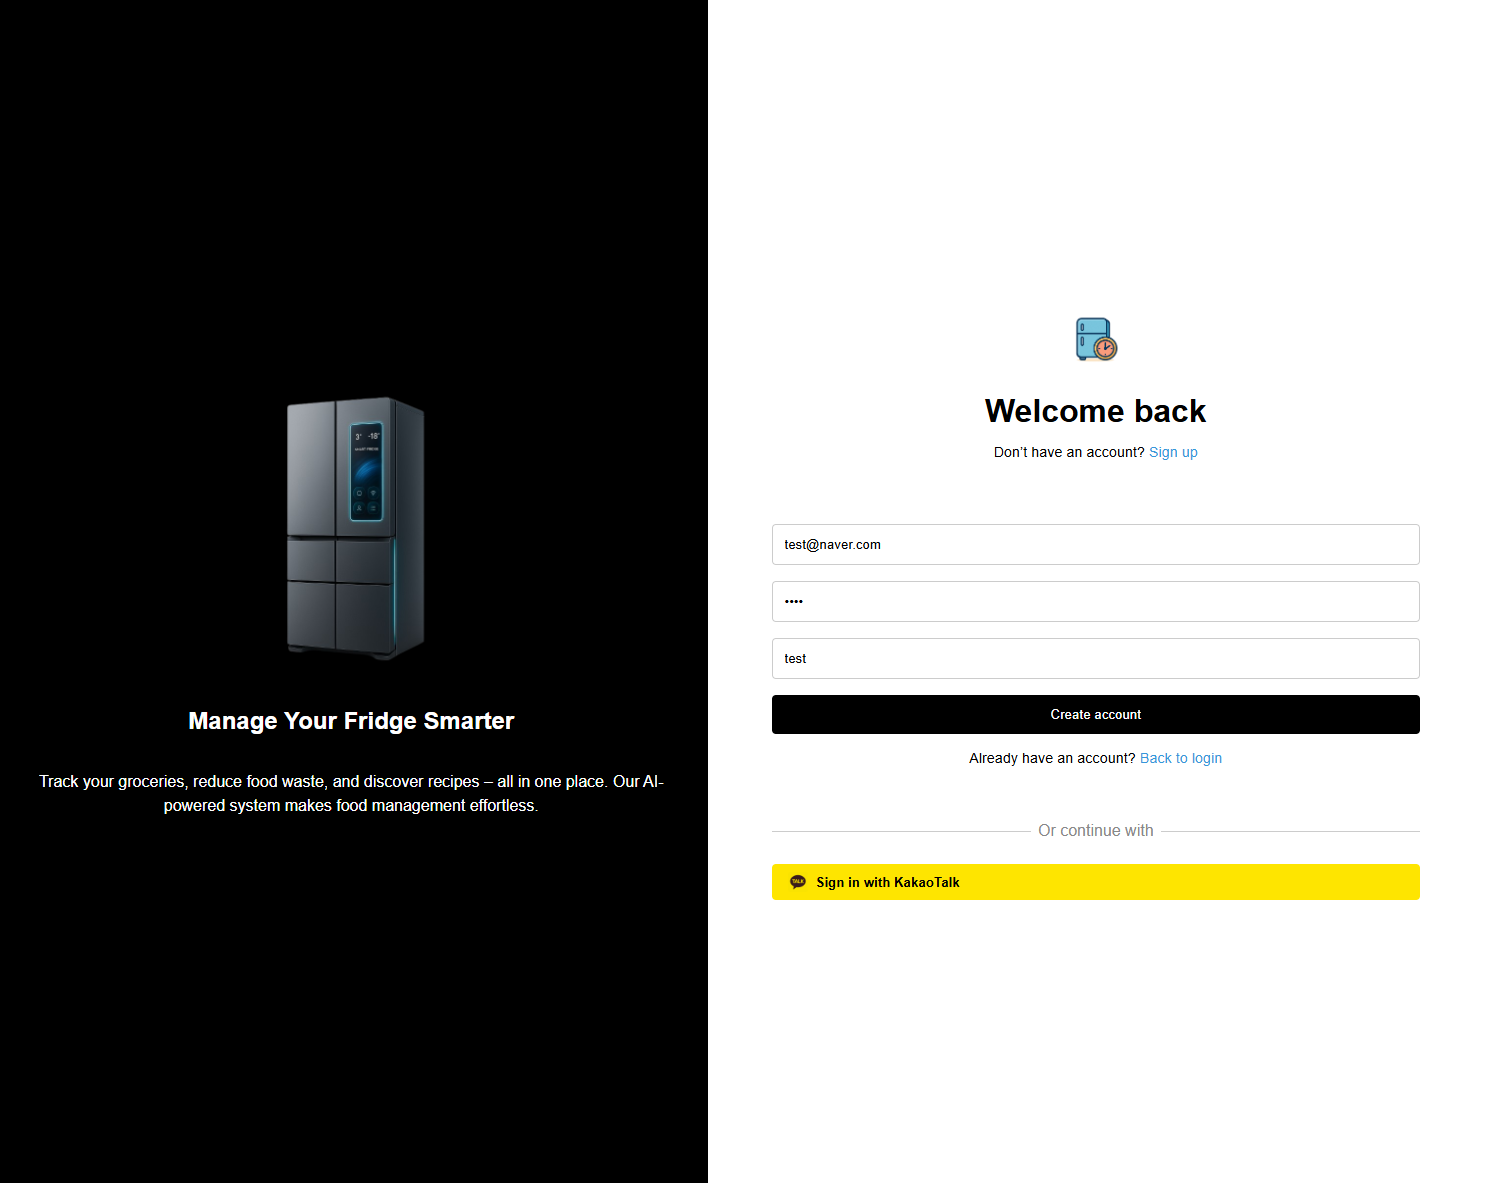 3° -18°
Manage Your Fridge Smarter
Track your groceries, reduce food waste, and discover recipes – all in one place. Our AI-
powered system makes food management effortless.
Welcome back
Don’t have an account? Sign up
test@naver.com
••••
test
Create account
Already have an account? Back to login
Or continue with
TALK
Sign in with KakaoTalk